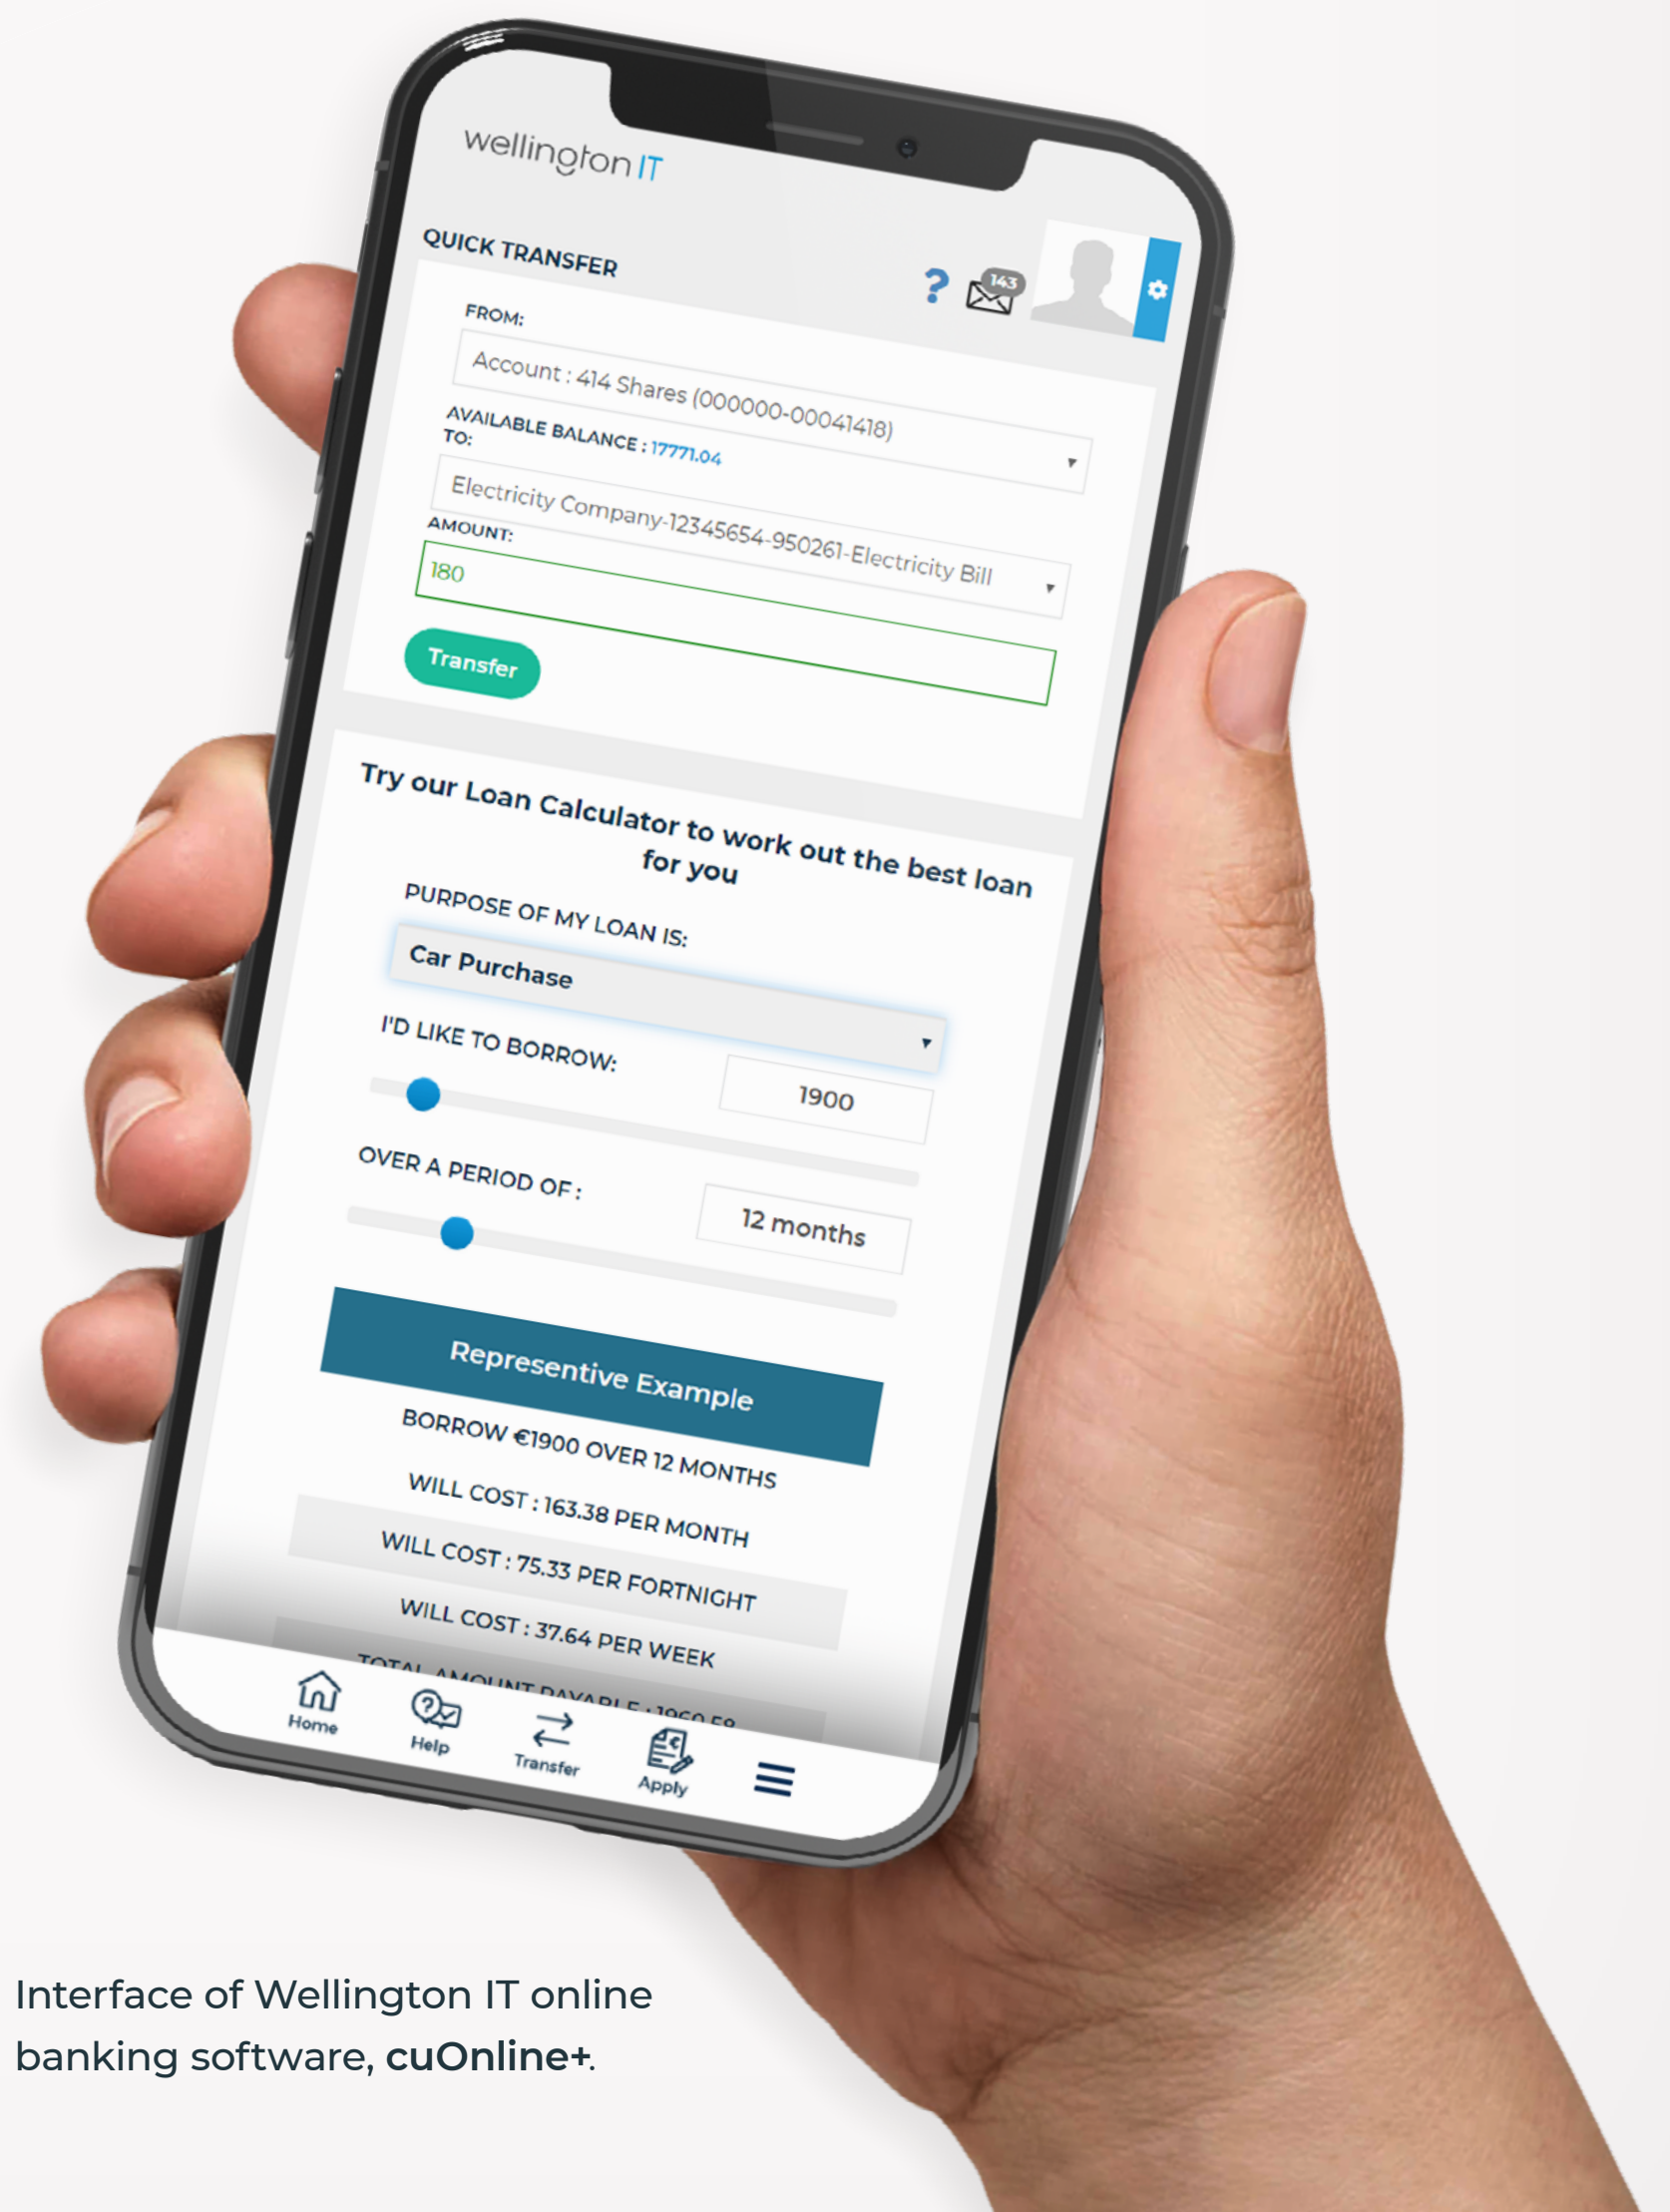 wellington IT
QUICK TRANSFER
143
FROM:
Account : 414 Shares (000000-00041418)
AVAILABLE BALANCE : 17771.04
TO:
Electricity Company-12345654-950261-Electricity Bill
AMOUNT:
180
Transfer
Try our Loan Calculator to work out the best loan
for you
PURPOSE OF MY LOAN IS:
Car Purchase
I'D LIKE TO BORROW:
1900
OVER A PERIOD OF :
12 months
Representive Example
BORROW €1900 OVER 12 MONTHS
WILL COST : 163.38 PER MONTH
WILL COST : 75.33 PER FORTNIGHT
WILL COST : 37.64 PER WEEK
TOTAL AMOUNT PAYABLE :
Home
Help
Transfer
Apply
Interface of Wellington IT online
banking software, cuOnline+.